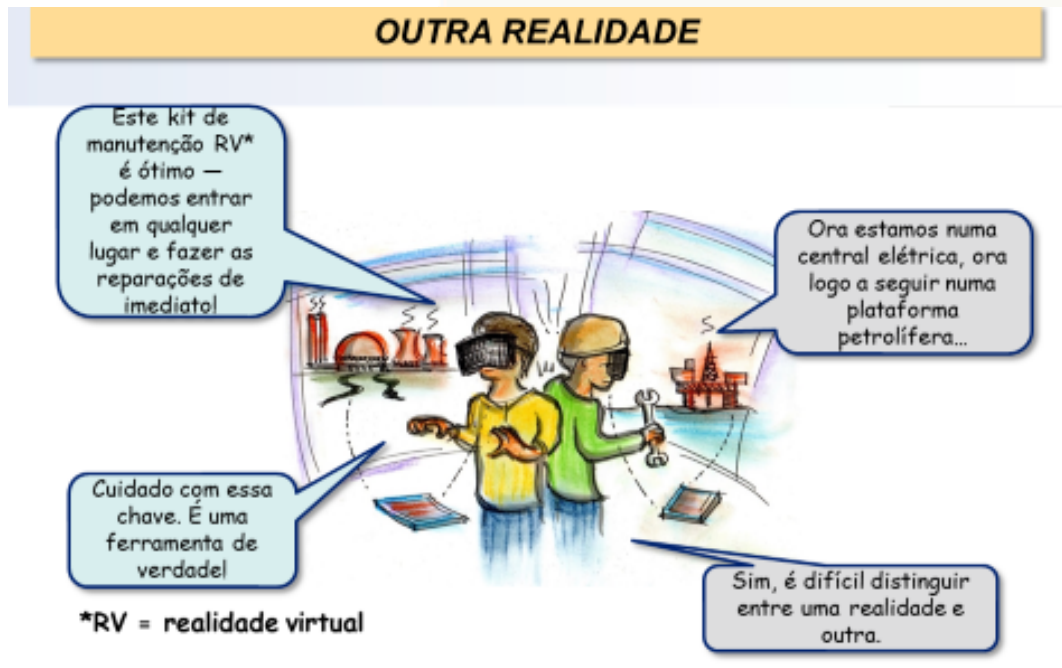 OUTRA REALIDADE
Este kit de
manutenção RV*
é ótimo —
podemos entrar
em qualquer
lugar e fazer as
reparações de
imediato!
Ora estamos numa
central elétrica, ora
logo a seguir numa
plataforma
petrolífera...
Cuidado com essa
chave. É uma
ferramenta de
verdade!
Sim, é difícil distinguir
entre uma realidade e
outra.
*RV = realidade virtual